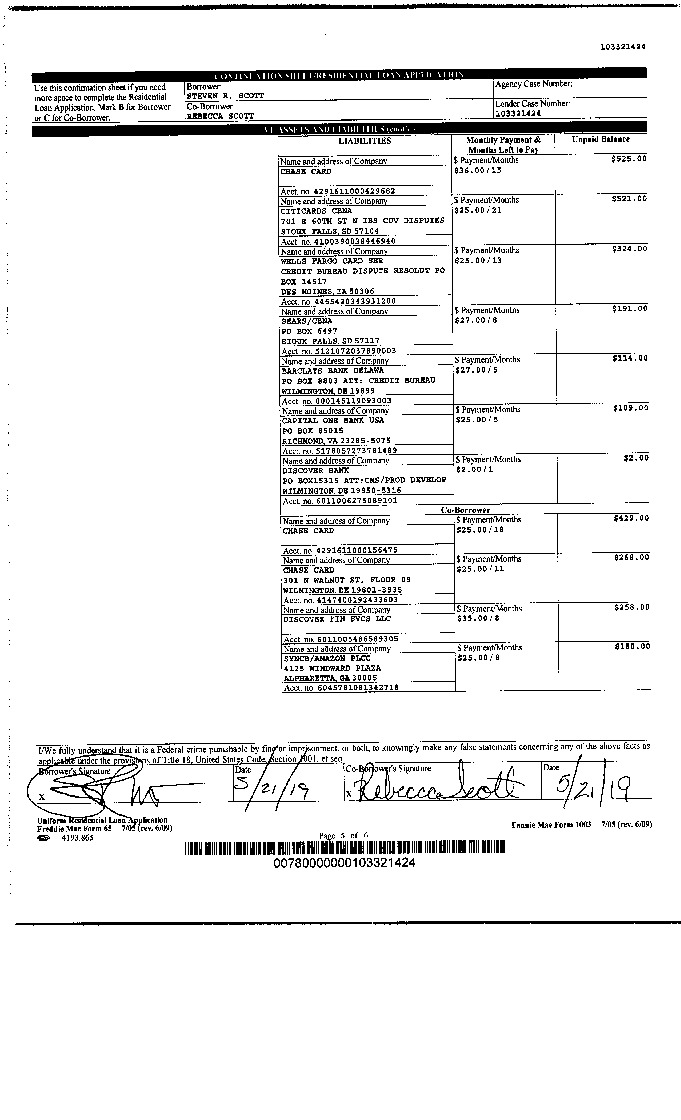 103321424
CONTINUATION SHEET/RESIDENTIAL LOAN APPLICATION
Use this continuation sheet if you need more space to complete the Residential Loan Application. Mark B for Borrower or C for Co-Borrower.
Borrower
STEVEN R. SCOTT
Co-Borrower
REBECCA SCOTT
Agency Case Number:
Lender Case Number:
103321424
VI. ASSETS AND LIABILITIES
LIABILITIES
Monthly Payment & Months Left to Pay
Unpaid Balance
Name and address of Company
CHASE CARD
Acct. no. 4291611000429682
$ Payment/Months
$36.00/15
$525.00
Name and address of Company
CITICARDS CBNA
701 E 60TH ST N IBS CDV DISPUTES
SIOUX FALLS, SD 57104
Acct. no. 4100390038446940
$ Payment/Months
$25.00/21
$521.00
Name and address of Company
WELLS FARGO CARD SER
CREDIT BUREAU DISPUTE RESOLUT PO
BOX 14517
DES MOINES, IA 50306
Acct. no. 4465420343931200
$ Payment/Months
$25.00/13
$324.00
Name and address of Company
SEARS/CBNA
PO BOX 6497
SIOUX FALLS, SD 57117
Acct. no. 5121072037890003
$ Payment/Months
$27.00/8
$191.00
Name and address of Company
BARCLAYS BANK DELAWA
PO BOX 8803 ATT: CREDIT BUREAU
WILMINGTON, DE 19899
Acct. no. 000145119093003
$ Payment/Months
$27.00/5
$114.00
Name and address of Company
CAPITAL ONE BANK USA
PO BOX 85015
RICHMOND, VA 23285-5075
Acct. no. 5178057273781489
$ Payment/Months
$25.00/5
$109.00
Name and address of Company
DISCOVER BANK
PO BOX15316 ATT:CMS/PROD DEVELOP
WILMINGTON, DE 19850-5316
Acct. no. 6011006275089101
$ Payment/Months
$2.00/1
$2.00
Co-Borrower
Name and address of Company
CHASE CARD
Acct. no. 4291611000156475
$ Payment/Months
$25.00/18
$429.00
Name and address of Company
CHASE CARD
301 N WALNUT ST, FLOOR 09
WILMINGTON, DE 19801-3935
Acct. no. 4147400192433603
$ Payment/Months
$25.00/11
$268.00
Name and address of Company
DISCOVER FIN SVCS LLC
Acct. no. 6011005486589305
$ Payment/Months
$35.00/8
$258.00
Name and address of Company
SYNCB/AMAZON PLCC
4125 WINDWARD PLAZA
ALPHARETTA, GA 30005
Acct. no. 6045781081342718
$ Payment/Months
$25.00/8
$180.00
I/We fully understand that it is a Federal crime punishable by fine or imprisonment, or both, to knowingly make any false statements concerning any of the above facts as
applicable under the provisions of Title 18, United States Code, Section 1001, et seq.
Borrower's Signature
X
Date
5/21/19
Co-Borrower's Signature
X Rebecca Scott
Date
5/21/19
Uniform Residential Loan Application
Freddie Mac Form 65 7/05 (rev. 6/09)
4193.865
Page 5 of 6
Fannie Mae Form 1003 7/05 (rev. 6/09)
00780000000103321424